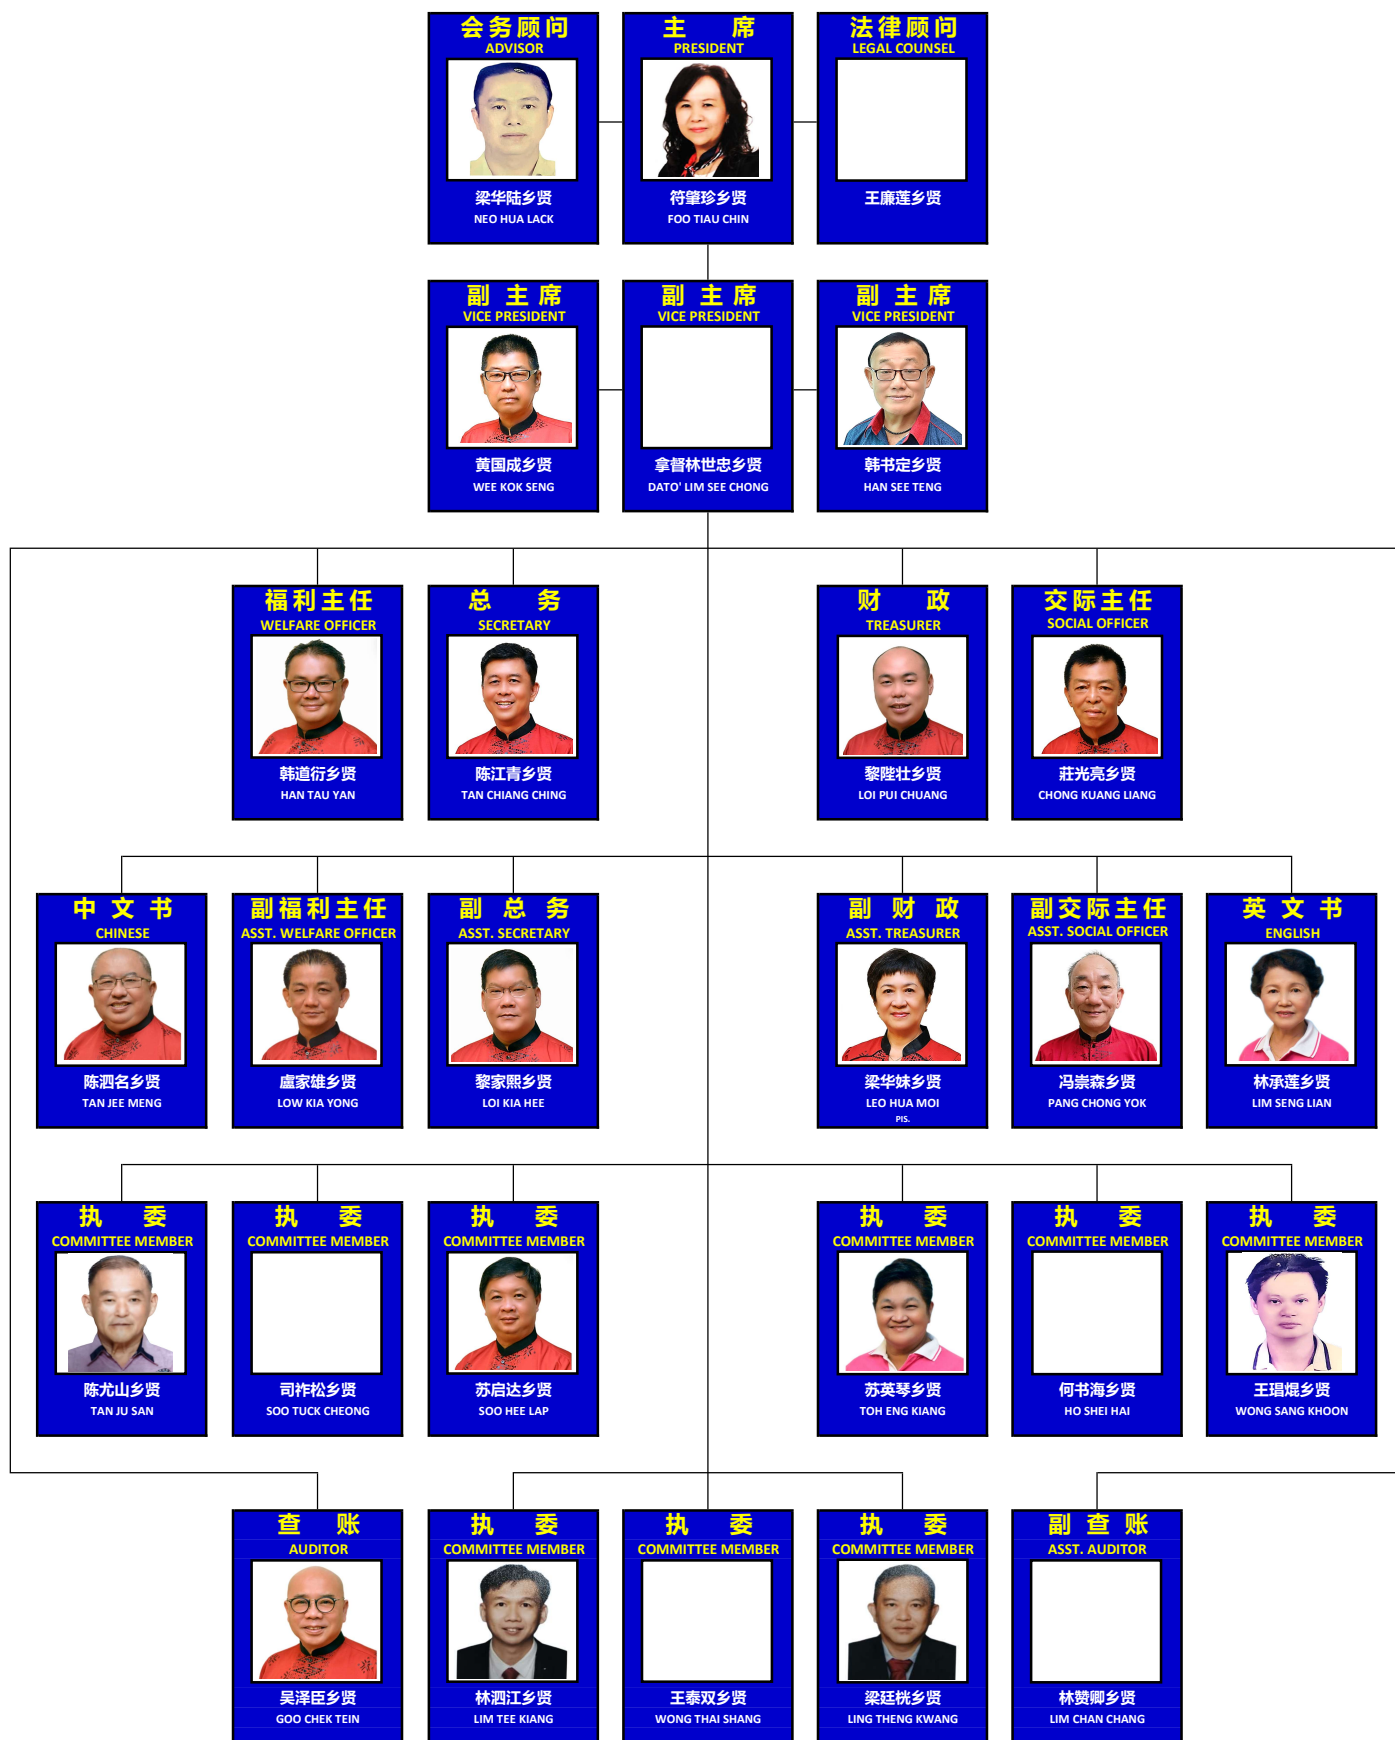 会务顾问
ADVISOR
梁华陆乡贤
NEO HUA LACK
主 席
PRESIDENT
符肇珍乡贤
FOO TIAU CHIN
法律顾问
LEGAL COUNSEL
王廉莲乡贤
副主席
VICE PRESIDENT
黄国成乡贤
WEE KOK SENG
副主席
VICE PRESIDENT
拿督林世忠乡贤
DATO' LIM SEE CHONG
副主席
VICE PRESIDENT
韩书定乡贤
HAN SEE TENG
福利主任
WELFARE OFFICER
韩道衍乡贤
HAN TAU YAN
总 务
SECRETARY
陈江青乡贤
TAN CHIANG CHING
财 政
TREASURER
黎陛壮乡贤
LOI PUI CHUANG
交际主任
SOCIAL OFFICER
莊光亮乡贤
CHONG KUANG LIANG
中文书
CHINESE
陈泗名乡贤
TAN JEE MENG
副福利主任
ASST. WELFARE OFFICER
盧家雄乡贤
LOW KIA YONG
副总务
ASST. SECRETARY
黎家熙乡贤
LOI KIA HEE
副财政
ASST. TREASURER
梁华妹乡贤
LEO HUA MOI
PIS.
副交际主任
ASST. SOCIAL OFFICER
冯崇森乡贤
PANG CHONG YOK
英文书
ENGLISH
林承莲乡贤
LIM SENG LIAN
执 委
COMMITTEE MEMBER
陈尤山乡贤
TAN JU SAN
执 委
COMMITTEE MEMBER
司祚松乡贤
SOO TUCK CHEONG
执 委
COMMITTEE MEMBER
苏启达乡贤
SOO HEE LAP
执 委
COMMITTEE MEMBER
苏英琴乡贤
TOH ENG KIANG
执 委
COMMITTEE MEMBER
何书海乡贤
HO SHEI HAI
执 委
COMMITTEE MEMBER
王瑻焜乡贤
WONG SANG KHOON
查 账
AUDITOR
吴泽臣乡贤
GOO CHEK TEIN
执 委
COMMITTEE MEMBER
林泗江乡贤
LIM TEE KIANG
执 委
COMMITTEE MEMBER
王泰双乡贤
WONG THAI SHANG
执 委
COMMITTEE MEMBER
梁廷桄乡贤
LING THENG KWANG
副查账
ASST. AUDITOR
林赞卿乡贤
LIM CHAN CHANG